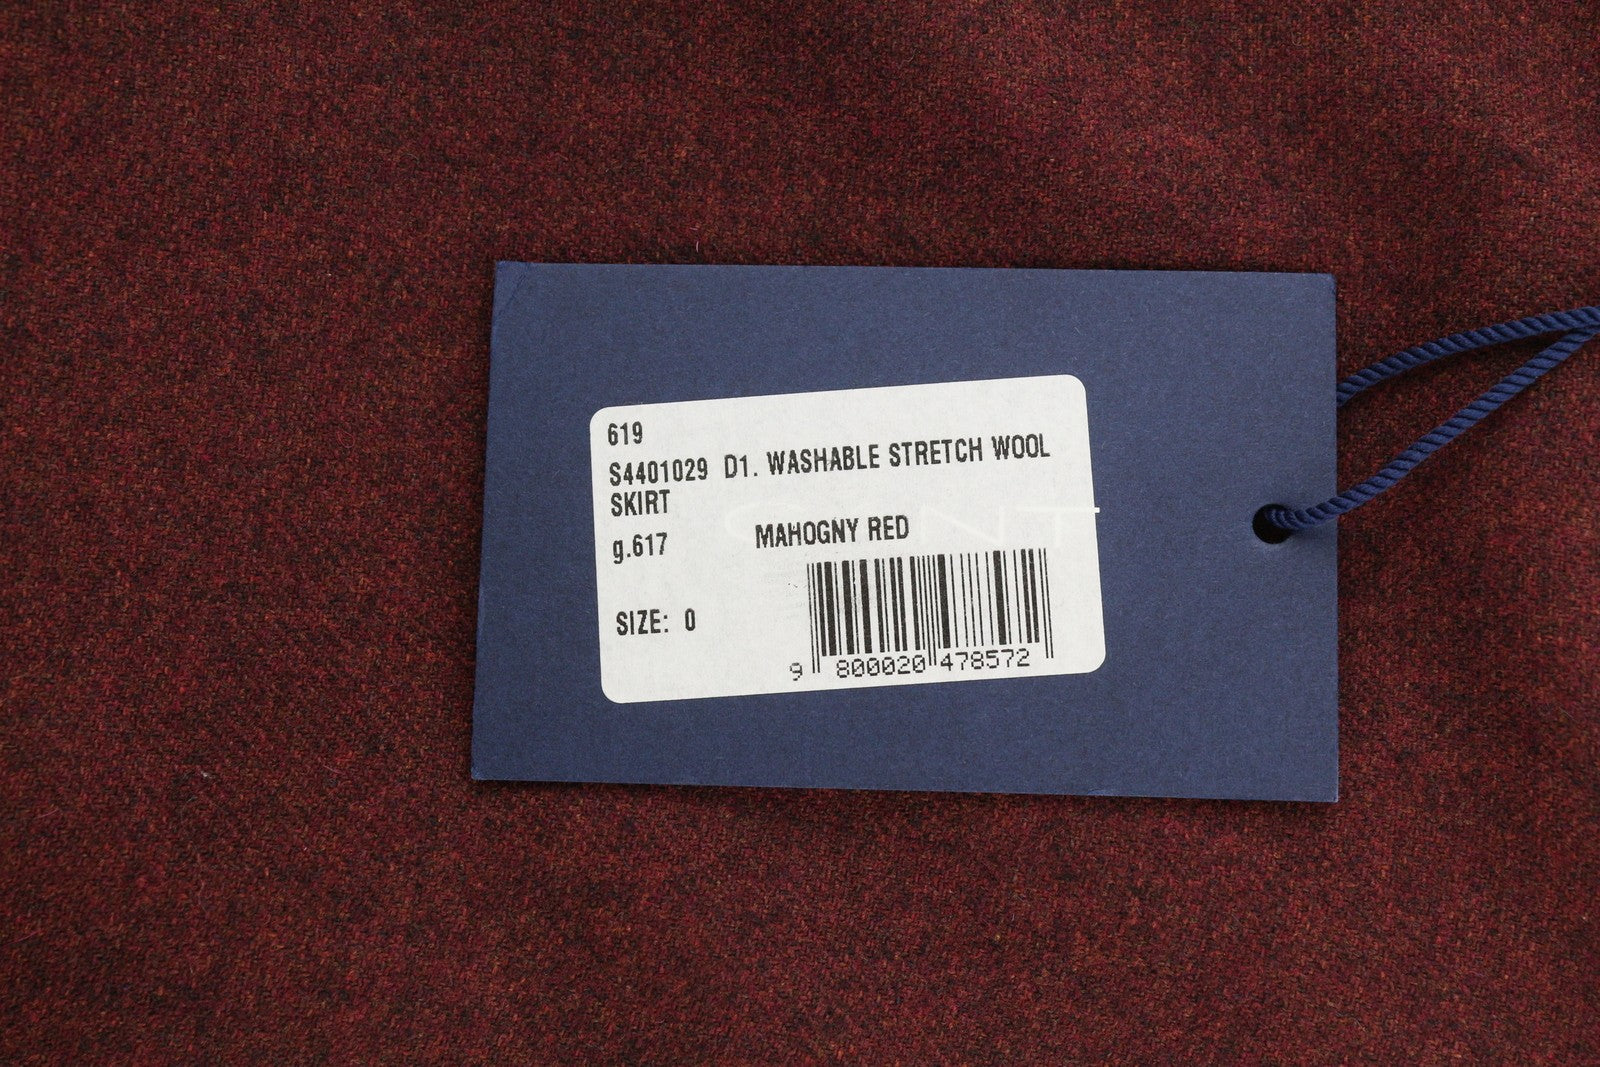 619
S4401029 D1. WASHABLE STRETCH WOOL
SKIRT
g.617 MAHOGNY RED
SIZE: 0
9 800020 478572